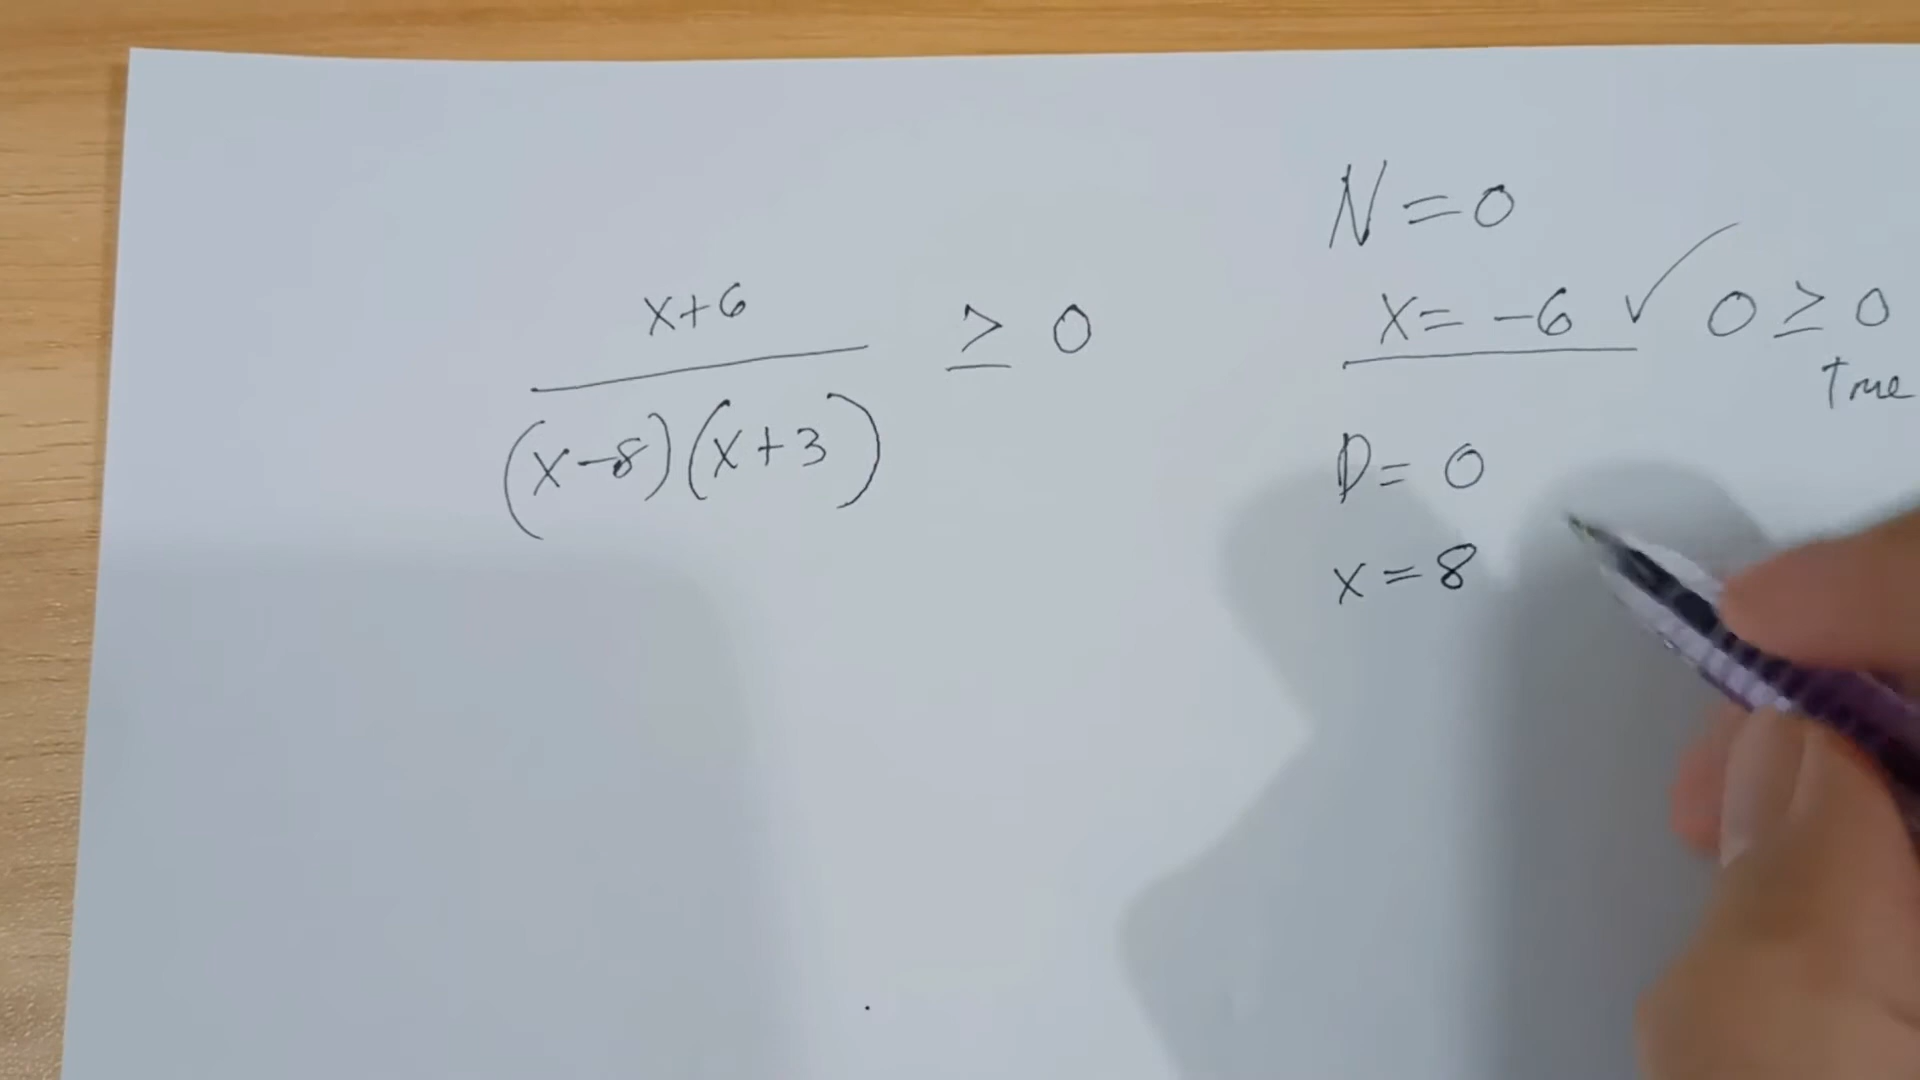 x+6
≥ 0
(x-8)(x+3)
N=0
x= -6 ✓ 0 ≥ 0
True
D= 0
x=8